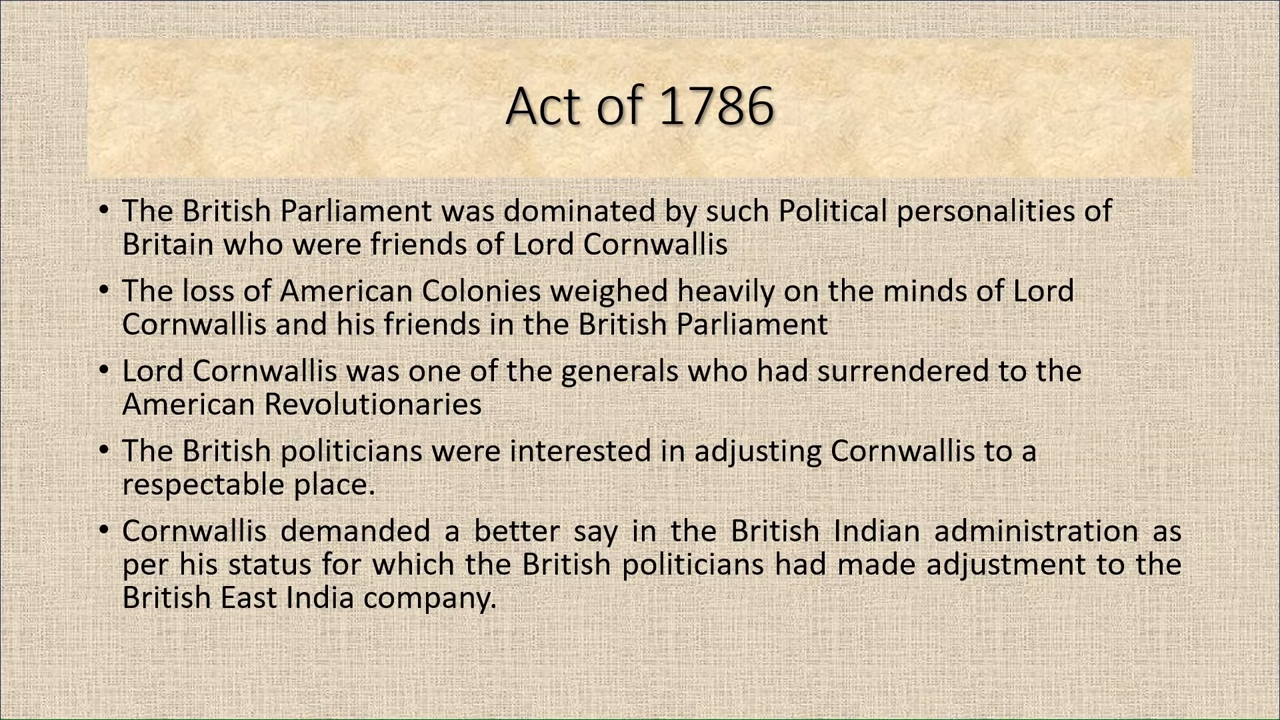 Act of 1786
• The British Parliament was dominated by such Political personalities of
Britain who were friends of Lord Cornwallis
• The loss of American Colonies weighed heavily on the minds of Lord
Cornwallis and his friends in the British Parliament
• Lord Cornwallis was one of the generals who had surrendered to the
American Revolutionaries
• The British politicians were interested in adjusting Cornwallis to a
respectable place.
• Cornwallis demanded a better say in the British Indian administration as
per his status for which the British politicians had made adjustment to the
British East India company.